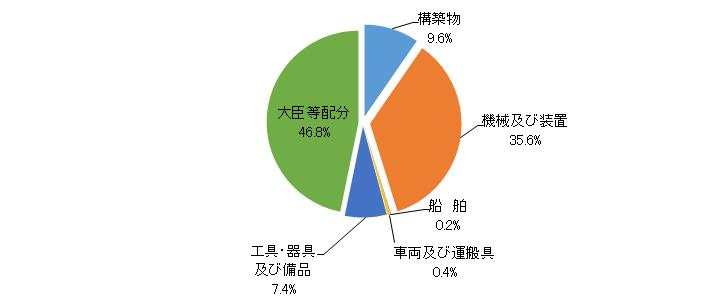 構築物
9.6%
大臣等配分
46.8%
機械及び装置
35.6%
船　舶
0.2%
車両及び運搬具
0.4%
工具・器具
及び備品
7.4%